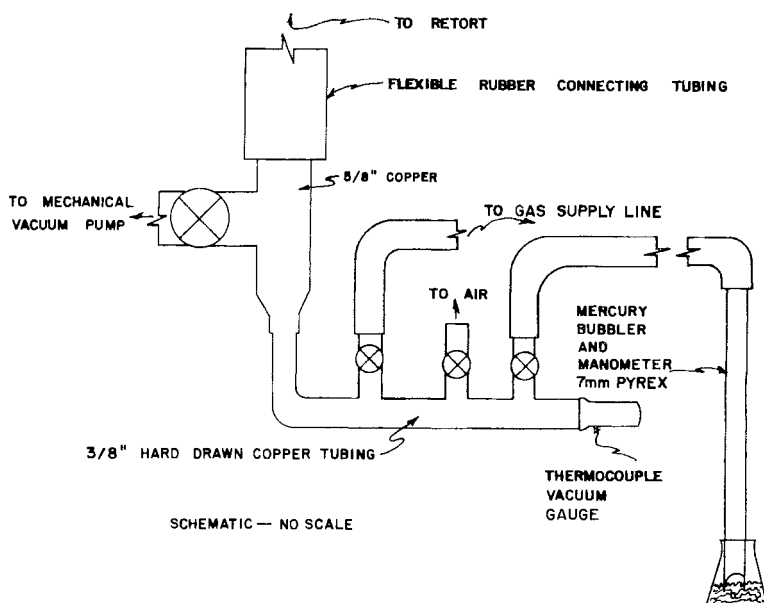 TO RETORT
FLEXIBLE RUBBER CONNECTING TUBING
5/8" COPPER
TO MECHANICAL
VACUUM PUMP
TO GAS SUPPLY LINE
TO AIR
MERCURY
BUBBLER
AND
MANOMETER
7mm PYREX
3/8" HARD DRAWN COPPER TUBING
THERMOCOUPLE
VACUUM
GAUGE
SCHEMATIC — NO SCALE